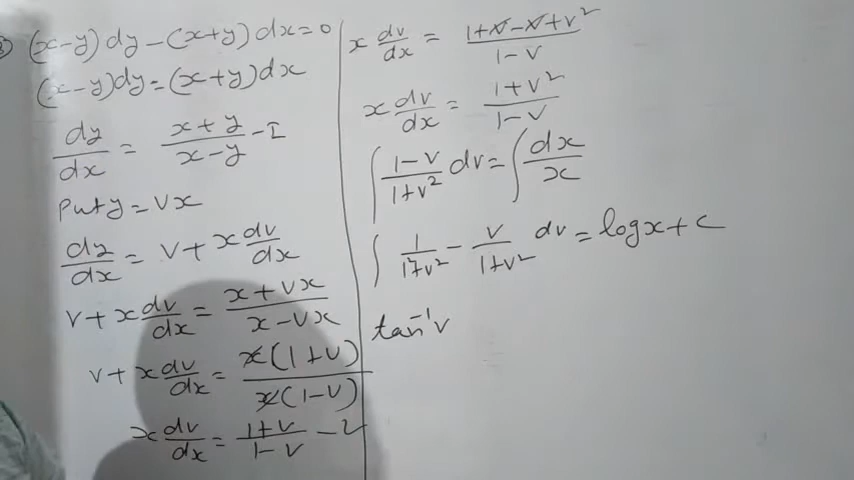 (x-y) dy - (x+y) dx = 0
(x-y)dy = (x+y)dx
dy/dx = x+y/x-y - I
Put y = vx
dy/dx = v + x dv/dx
v + x dv/dx = x+vx/x-vx
v + x dv/dx = x(1+v)/x(1-v)
x dv/dx = 1+v/1-v - v
x dv/dx = 1+v-v+v²/1-v
x dv/dx = 1+v²/1-v
∫ 1-v/1+v² dv = ∫ dx/x
∫ 1/1²+v² - v/1+v² dv = log x + c
tan⁻¹v